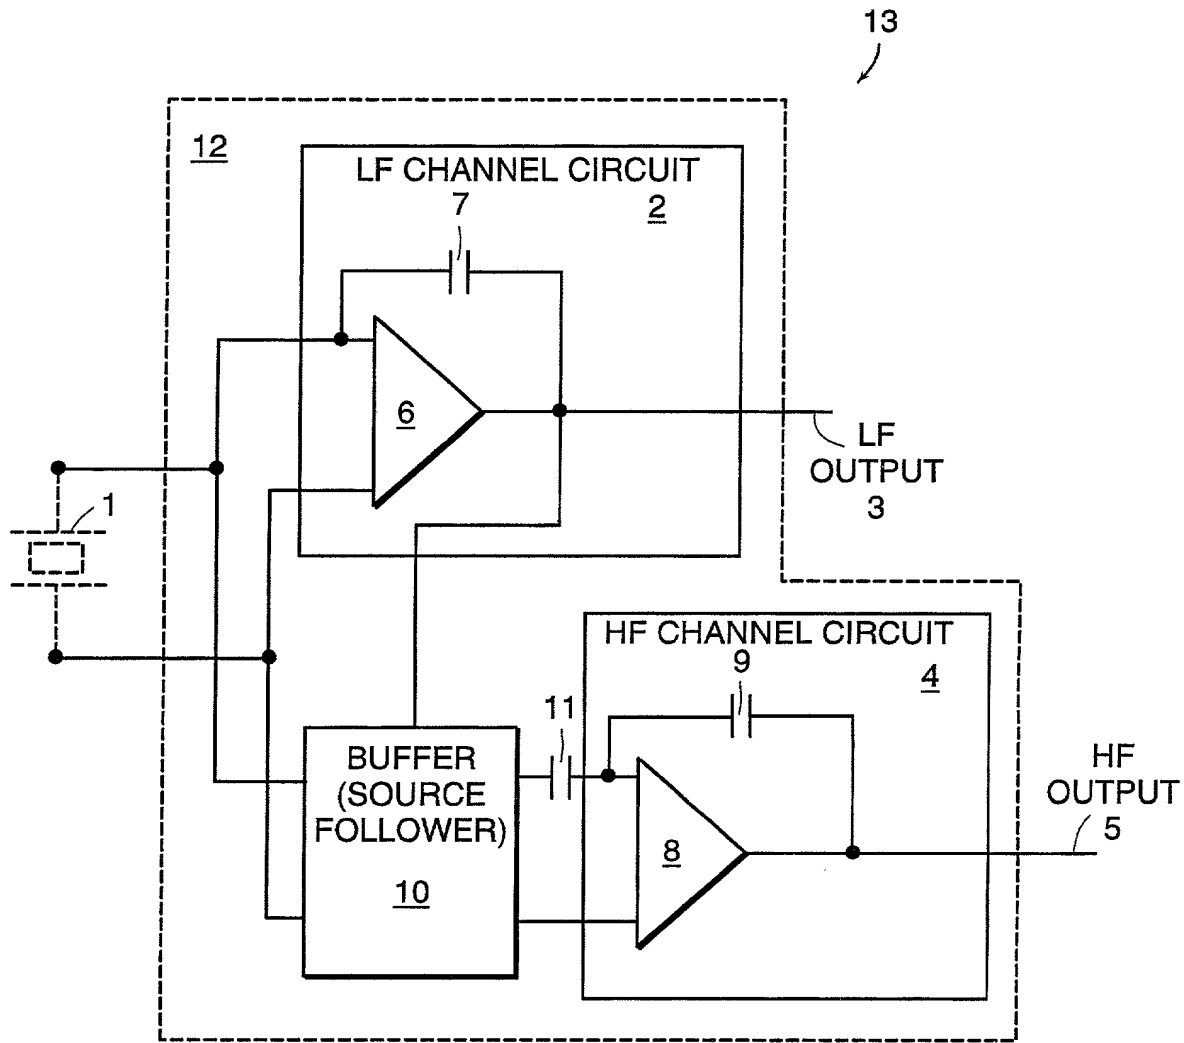 13
12
LF CHANNEL CIRCUIT
2
7
6
LF
OUTPUT
3
1
HF CHANNEL CIRCUIT
4
9
11
BUFFER
(SOURCE
FOLLOWER)
10
8
HF
OUTPUT
5